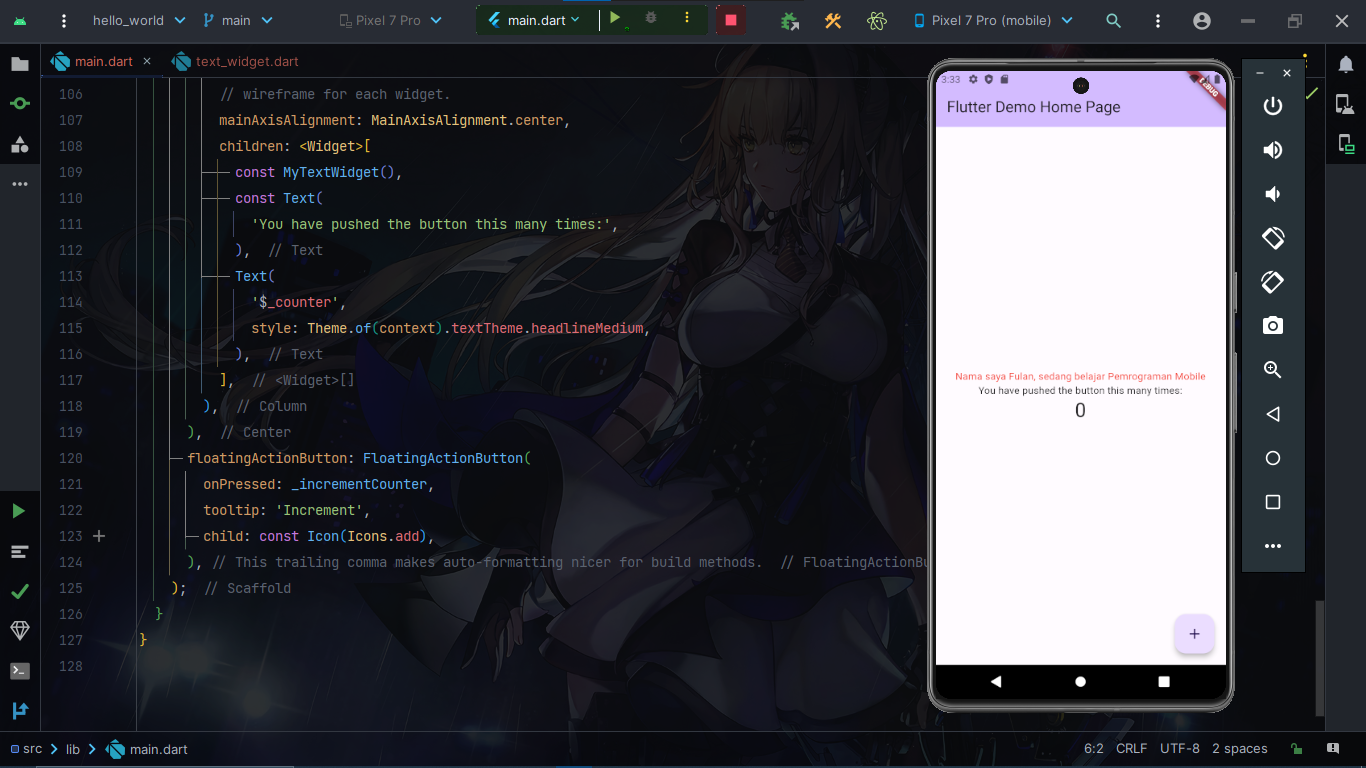 hello_world main Pixel 7 Pro main.dart Pixel 7 Pro (mobile)
main.dart text_widget.dart
106 // wireframe for each widget.
107 mainAxisAlignment: MainAxisAlignment.center,
108 children: <Widget>[
109 const MyTextWidget(),
110 const Text(
111 'You have pushed the button this many times:',
112 ), // Text
113 Text(
114 '$_counter',
115 style: Theme.of(context).textTheme.headlineMedium,
116 ), // Text
117 ], // <Widget>[]
118 ), // Column
119 ), // Center
120 floatingActionButton: FloatingActionButton(
121 onPressed: _incrementCounter,
122 tooltip: 'Increment',
123 child: const Icon(Icons.add),
124 ), // This trailing comma makes auto-formatting nicer for build methods. // FloatingActionBu
125 ); // Scaffold
126 }
127 }
128
3:33
Flutter Demo Home Page
Nama saya Fulan, sedang belajar Pemrograman Mobile
You have pushed the button this many times:
0
+
src lib main.dart 6:2 CRLF UTF-8 2 spaces